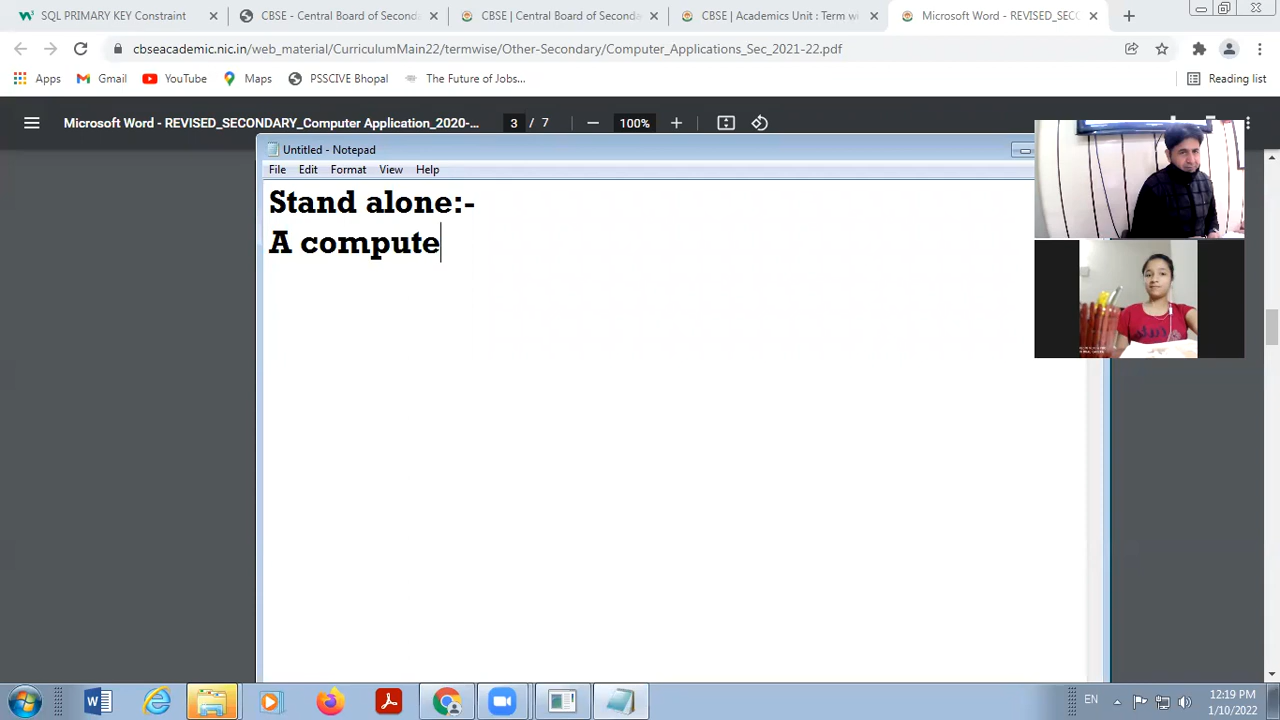 SQL PRIMARY KEY Constraint
CBSE - Central Board of Second
CBSE | Central Board of Seconda
CBSE | Academics Unit : Term wi
Microsoft Word - REVISED_SEC
cbseacademic.nic.in/web_material/CurriculumMain22/termwise/Other-Secondary/Computer_Applications_Sec_2021-22.pdf
Apps
Gmail
YouTube
Maps
PSSCIVE Bhopal
The Future of Jobs...
Reading list
Microsoft Word - REVISED_SECONDARY_Computer Application_2020-...
3 / 7
100%
Untitled - Notepad
File Edit Format View Help
Stand alone:-
A compute
EN
12:19 PM
1/10/2022